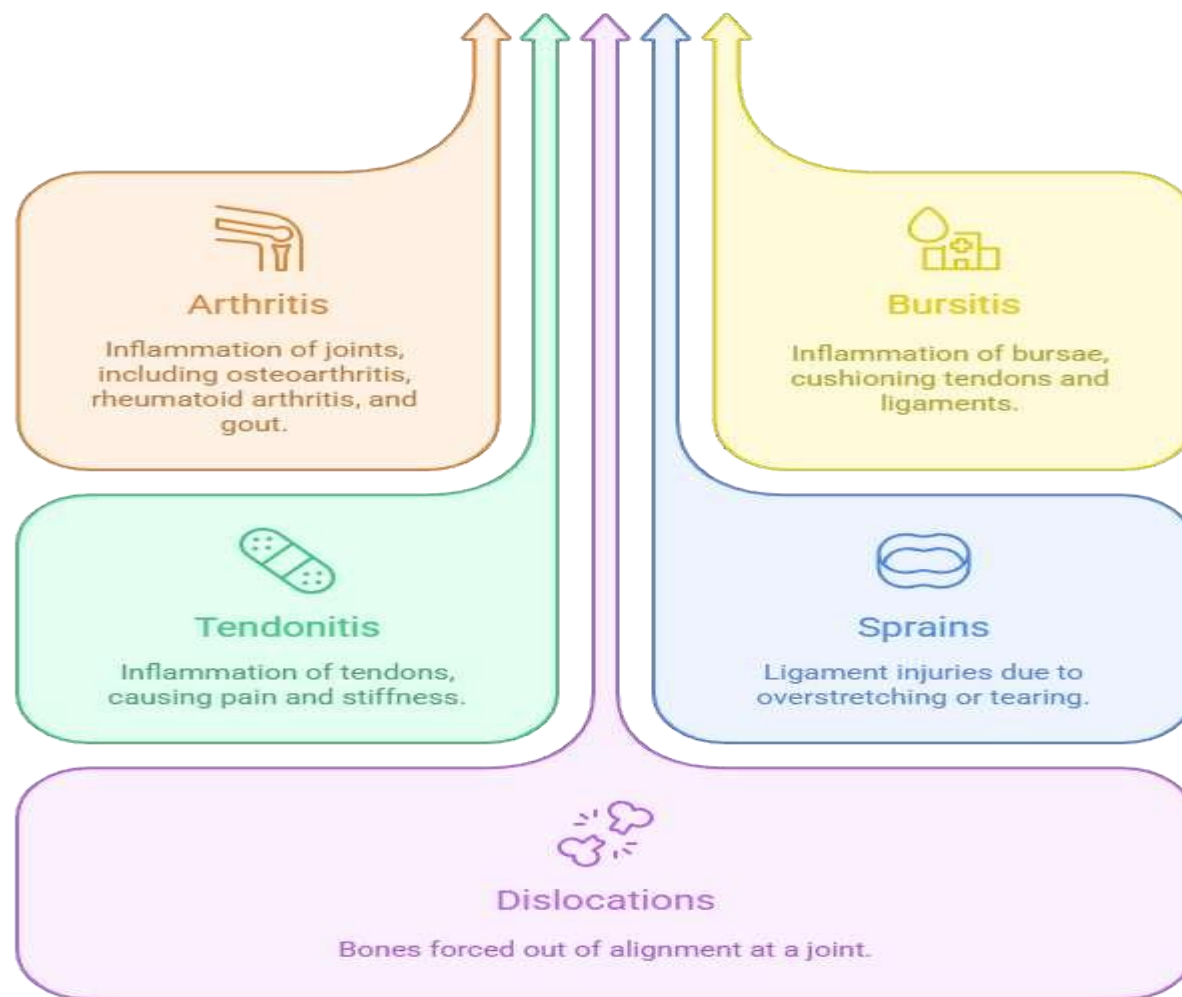 Arthritis
Inflammation of joints,
including osteoarthritis,
rheumatoid arthritis, and
gout.
Bursitis
Inflammation of bursae,
cushioning tendons and
ligaments.
Tendonitis
Inflammation of tendons,
causing pain and stiffness.
Sprains
Ligament injuries due to
overstretching or tearing.
Dislocations
Bones forced out of alignment at a joint.